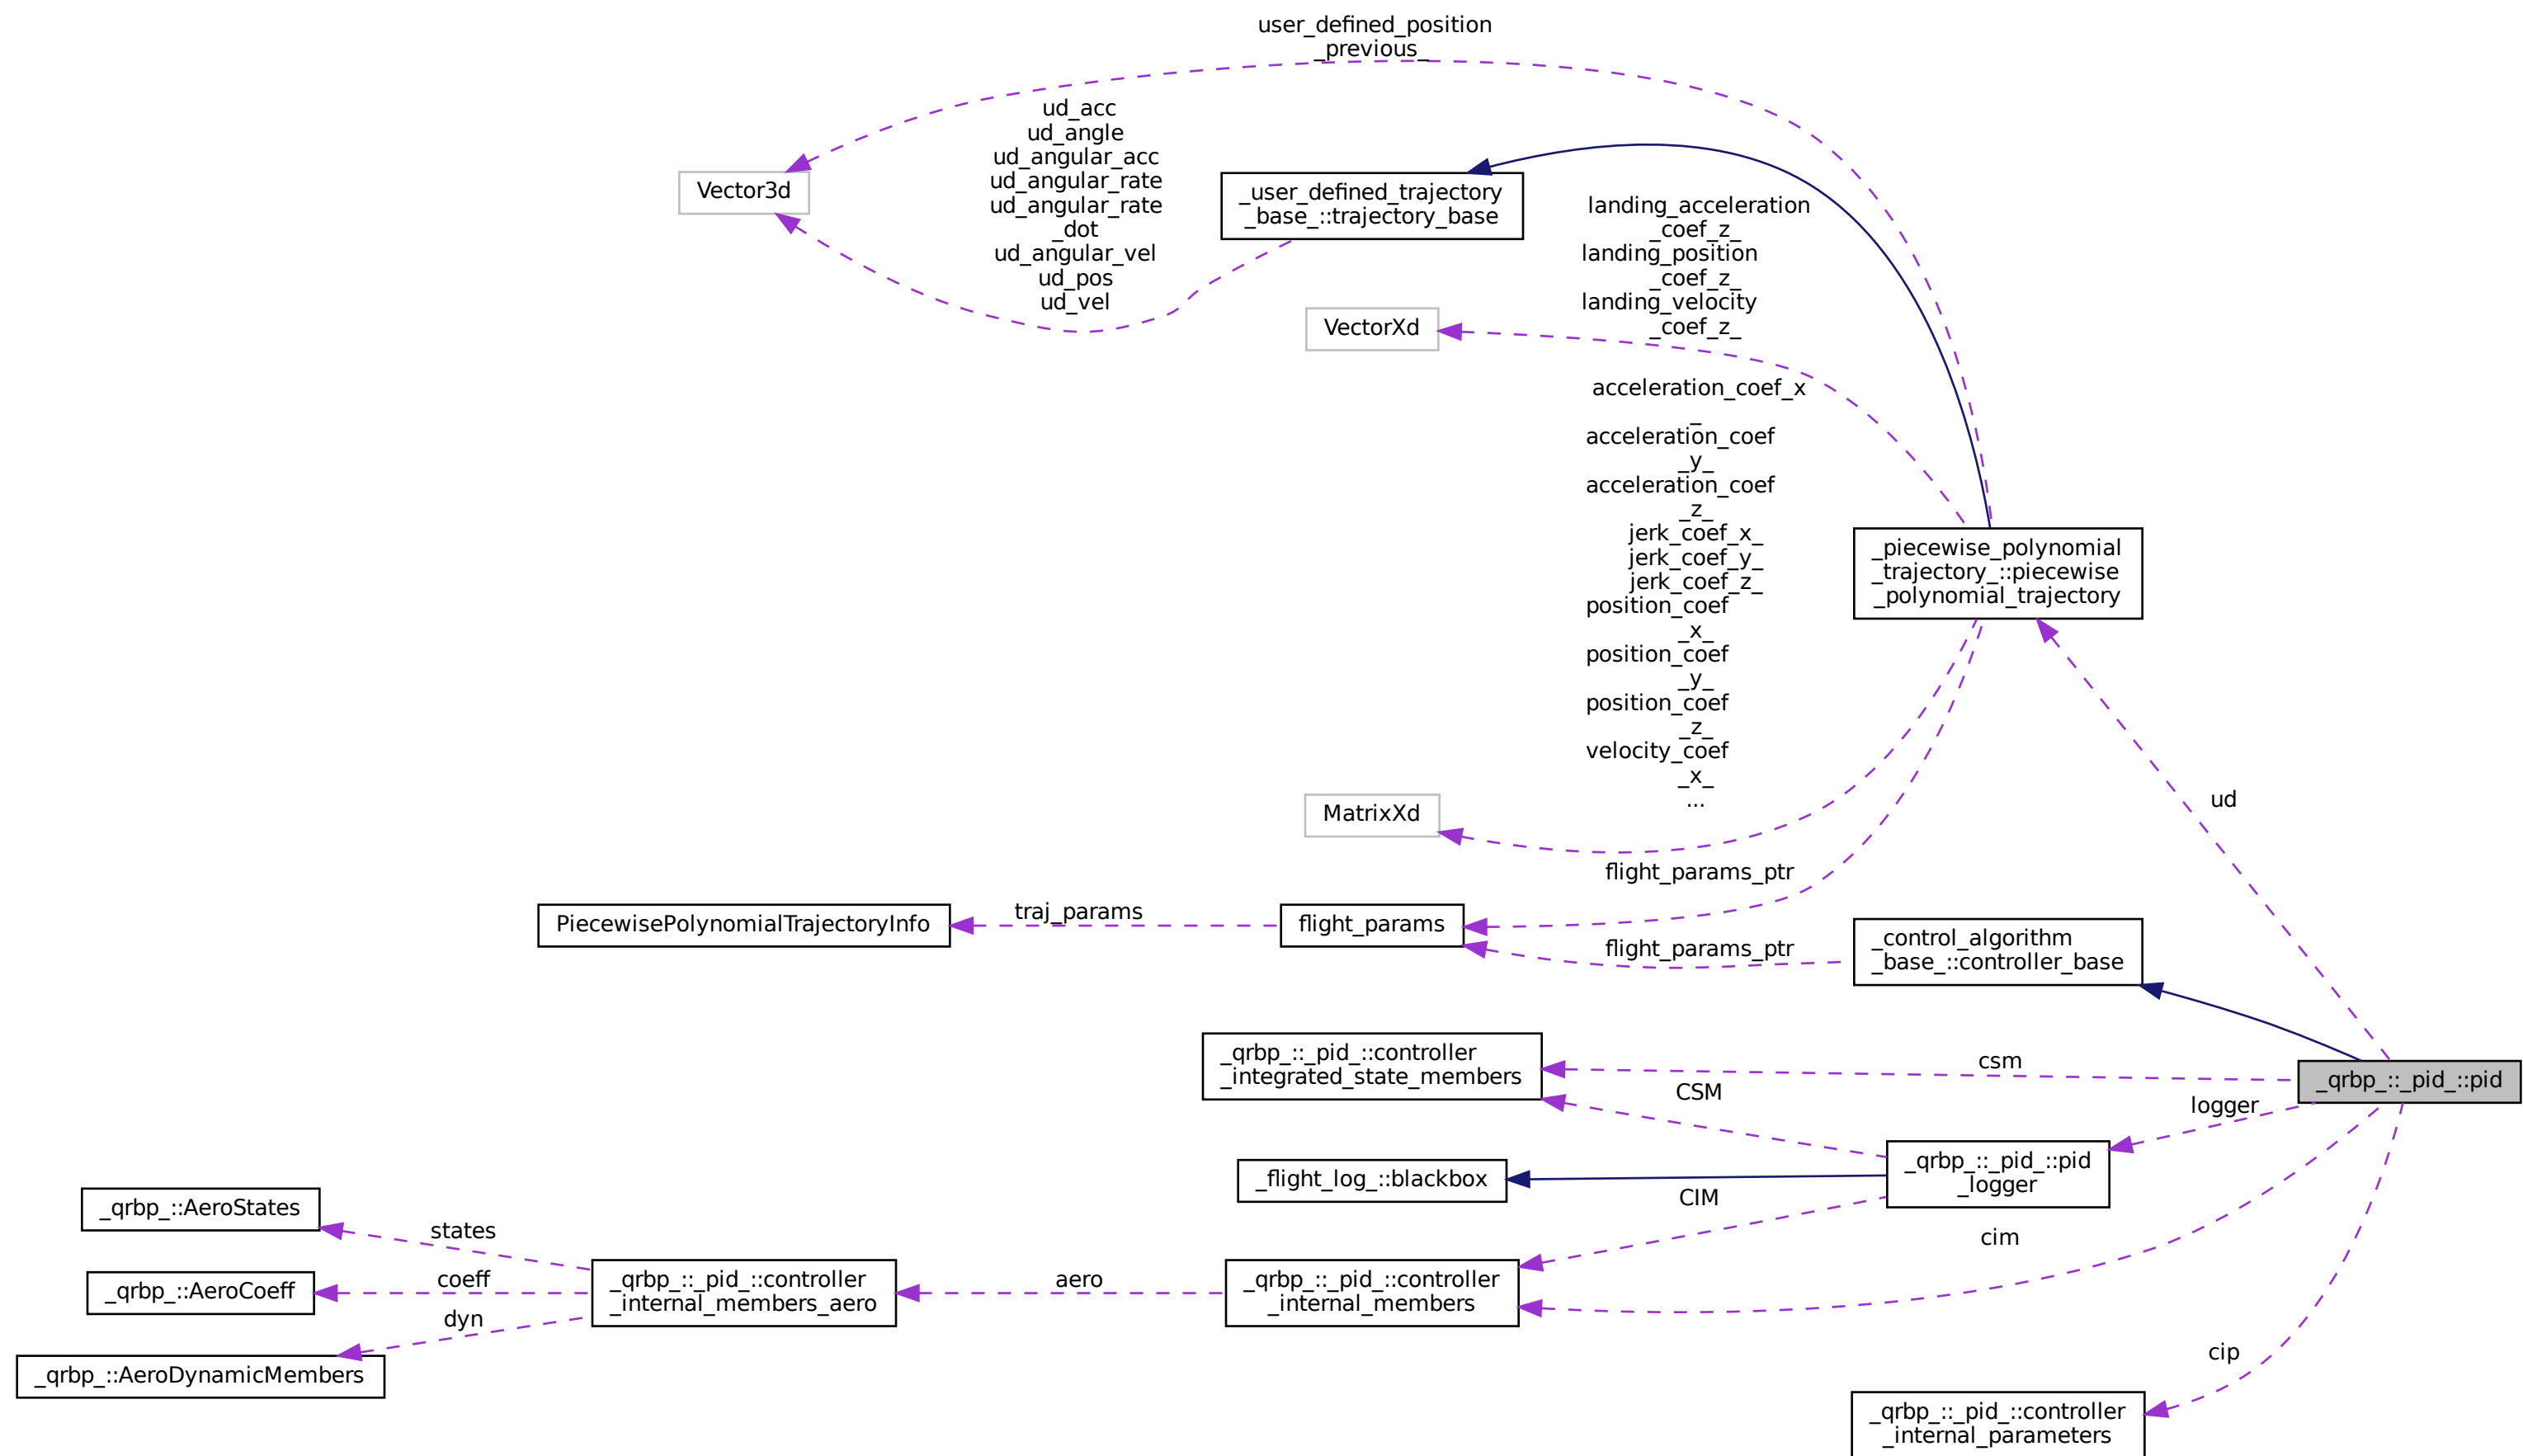 user_defined_position
_previous_
ud_acc
ud_angle
ud_angular_acc
ud_angular_rate
ud_angular_rate
_dot
ud_angular_vel
ud_pos
ud_vel
Vector3d
_user_defined_trajectory
_base_::trajectory_base
landing_acceleration
_coef_z_
landing_position
_coef_z_
landing_velocity
_coef_z_
VectorXd
acceleration_coef_x
_
acceleration_coef
_y_
acceleration_coef
_z_
jerk_coef_x_
jerk_coef_y_
jerk_coef_z_
position_coef
_x_
position_coef
_y_
position_coef
_z_
velocity_coef
_x_
...
_piecewise_polynomial
_trajectory_::piecewise
_polynomial_trajectory
MatrixXd
ud
flight_params_ptr
PiecewisePolynomialTrajectoryInfo
traj_params
flight_params
flight_params_ptr
_control_algorithm
_base_::controller_base
_qrbp_::_pid_::controller
_integrated_state_members
csm
CSM
_qrbp_::_pid_::pid
logger
_flight_log_::blackbox
_qrbp_::_pid_::pid
_logger
CIM
cim
_qrbp_::AeroStates
states
_qrbp_::AeroCoeff
coeff
_qrbp_::_pid_::controller
_internal_members_aero
aero
_qrbp_::_pid_::controller
_internal_members
dyn
_qrbp_::AeroDynamicMembers
cip
_qrbp_::_pid_::controller
_internal_parameters